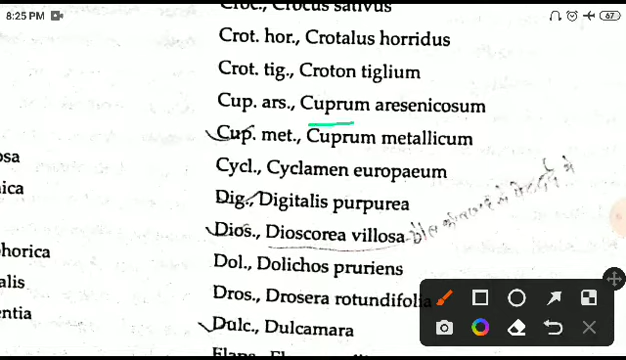 8:25 PM 67
Croc., Crocus sativus
Crot. hor., Crotalus horridus
Crot. tig., Croton tiglium
Cup. ars., Cuprum aresenicosum
Cup. met., Cuprum metallicum
osa
Cycl., Cyclamen europaeum
ica
Dig., Digitalis purpurea
Dios., Dioscorea villosa
phorica
Dol., Dolichos pruriens
alis
Dros., Drosera rotundifolia
entia
Dulc., Dulcamara